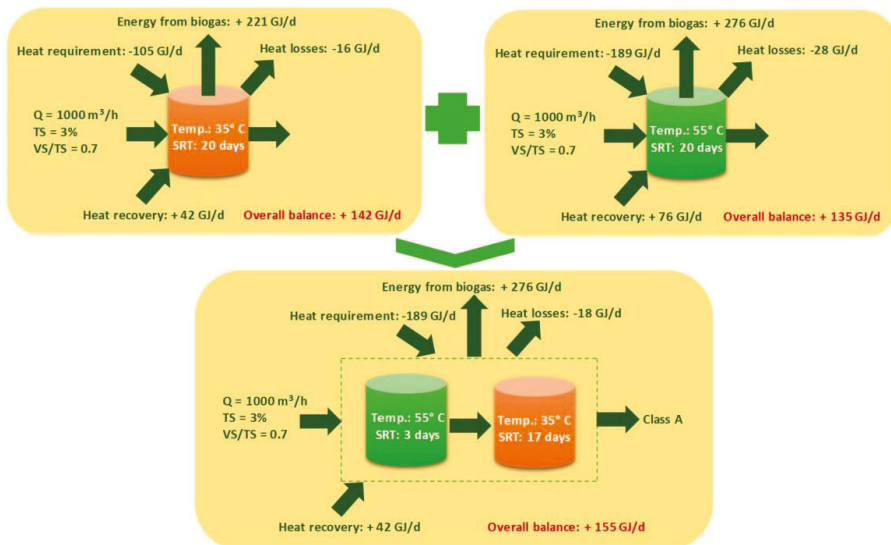 Energy from biogas: + 221 GJ/d
Heat requirement: -105 GJ/d
Heat losses: -16 GJ/d
Q = 1000 m³/h
TS = 3%
VS/TS = 0.7
Temp.: 35° C
SRT: 20 days
Heat recovery: + 42 GJ/d
Overall balance: + 142 GJ/d
Energy from biogas: + 276 GJ/d
Heat requirement: -189 GJ/d
Heat losses: -28 GJ/d
Q = 1000 m³/h
TS = 3%
VS/TS = 0.7
Temp.: 55° C
SRT: 20 days
Heat recovery: + 76 GJ/d
Overall balance: + 135 GJ/d
Energy from biogas: + 276 GJ/d
Heat requirement: -189 GJ/d
Heat losses: -18 GJ/d
Q = 1000 m³/h
TS = 3%
VS/TS = 0.7
Temp.: 55° C
SRT: 3 days
Temp.: 35° C
SRT: 17 days
Class A
Heat recovery: + 42 GJ/d
Overall balance: + 155 GJ/d